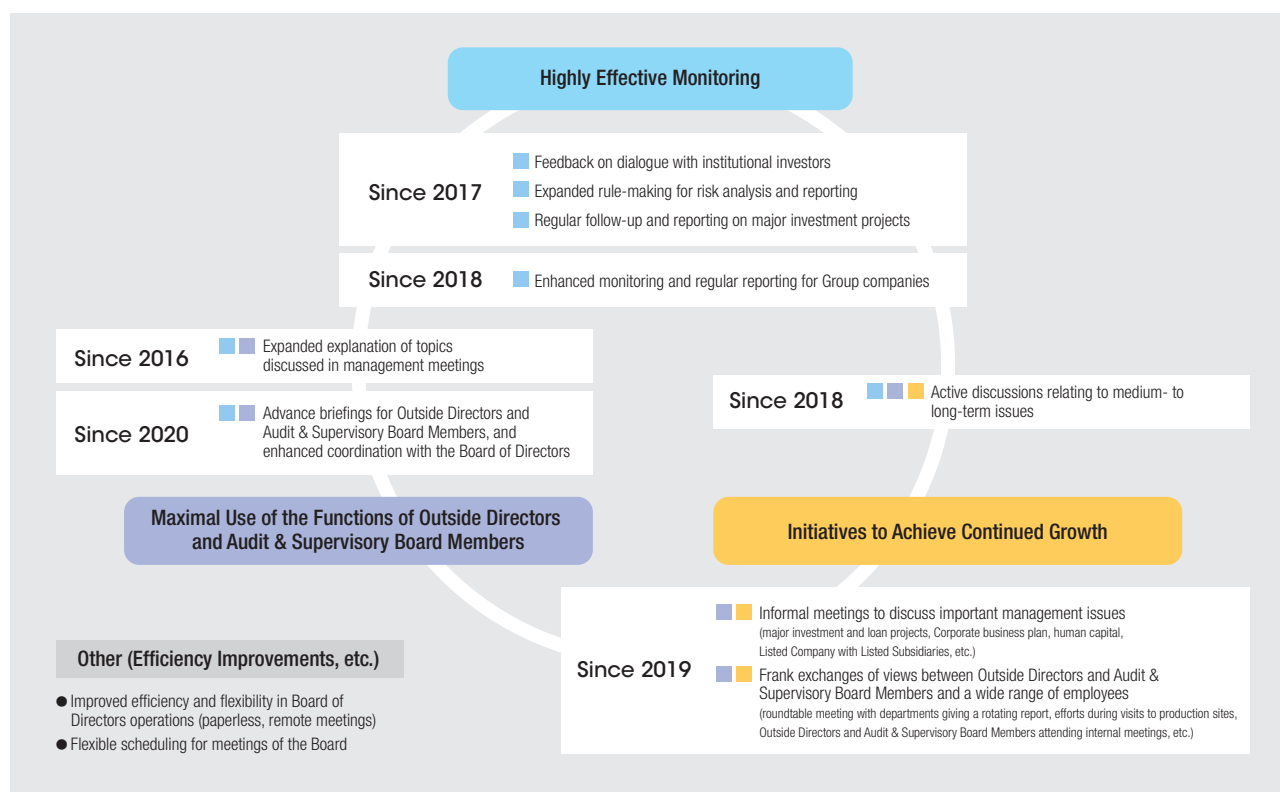 Highly Effective Monitoring
Since 2017
Feedback on dialogue with institutional investors
Expanded rule-making for risk analysis and reporting
Regular follow-up and reporting on major investment projects
Since 2018
Enhanced monitoring and regular reporting for Group companies
Since 2016
Expanded explanation of topics
discussed in management meetings
Since 2020
Advance briefings for Outside Directors and
Audit & Supervisory Board Members, and
enhanced coordination with the Board of Directors
Since 2018
Active discussions relating to medium- to
long-term issues
Maximal Use of the Functions of Outside Directors
and Audit & Supervisory Board Members
Initiatives to Achieve Continued Growth
Since 2019
Informal meetings to discuss important management issues
(major investment and loan projects, Corporate business plan, human capital,
Listed Company with Listed Subsidiaries, etc.)
Frank exchanges of views between Outside Directors and Audit &
Supervisory Board Members and a wide range of employees
(roundtable meeting with departments giving a rotating report, efforts during visits to production sites,
Outside Directors and Audit & Supervisory Board Members attending internal meetings, etc.)
Other (Efficiency Improvements, etc.)
● Improved efficiency and flexibility in Board of
Directors operations (paperless, remote meetings)
● Flexible scheduling for meetings of the Board